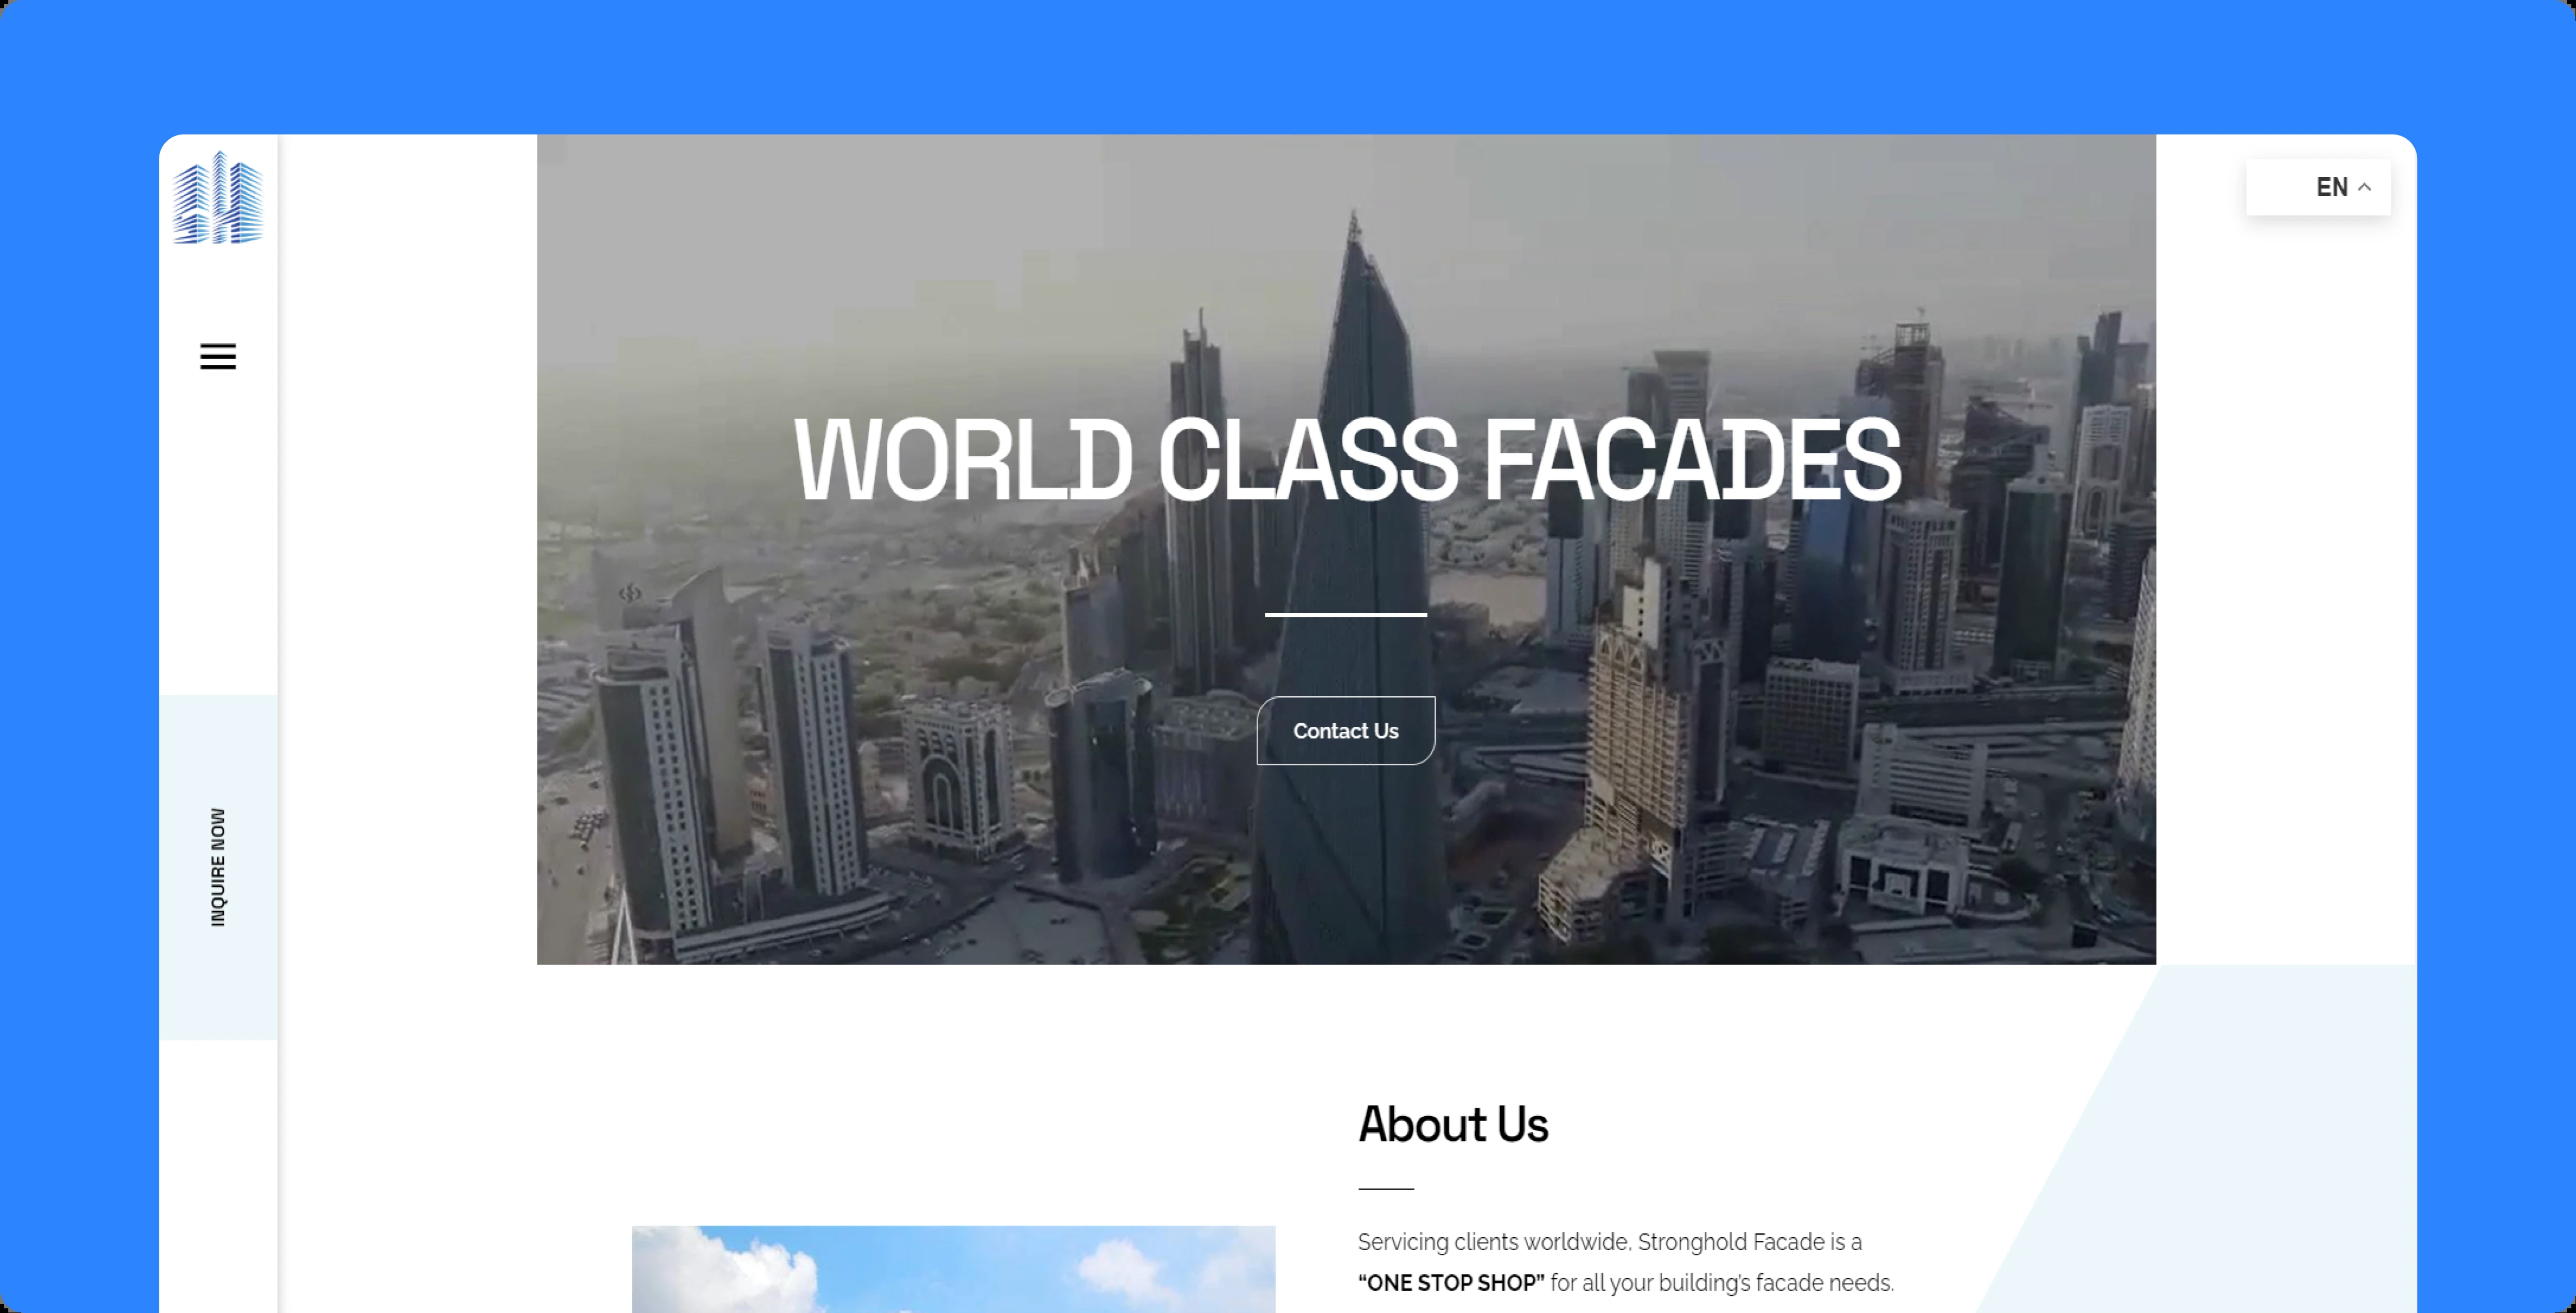 EN
WORLD CLASS FACADES
Contact Us
INQUIRE NOW
About Us
Servicing clients worldwide, Stronghold Facade is a
“ONE STOP SHOP” for all your building's facade needs.